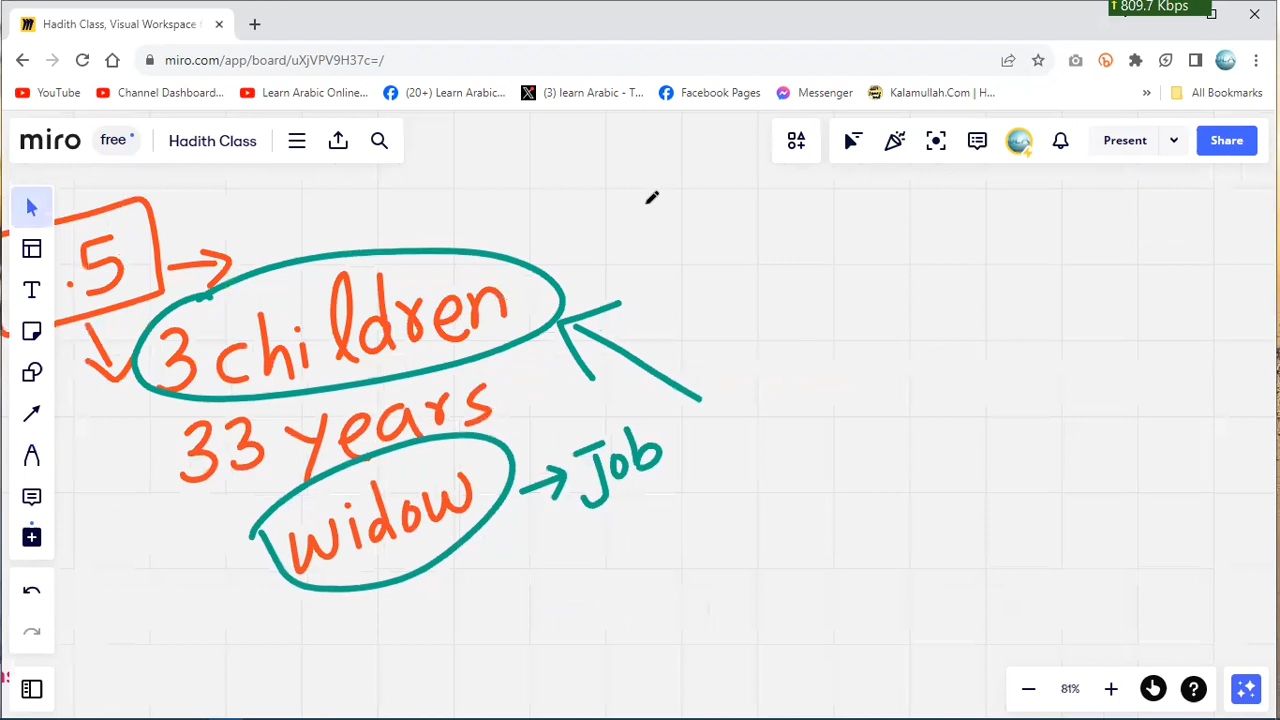 809.7 Kbps
Hadith Class, Visual Workspace f
miro.com/app/board/uXjVPV9H37c=/
YouTube
Channel Dashboard...
Learn Arabic Online...
(20+) Learn Arabic...
(3) learn Arabic - T...
Facebook Pages
Messenger
Kalamullah.Com | H...
»
All Bookmarks
miro
free
Hadith Class
Present
Share
.5
3 children
33 years
widow → Job
81%